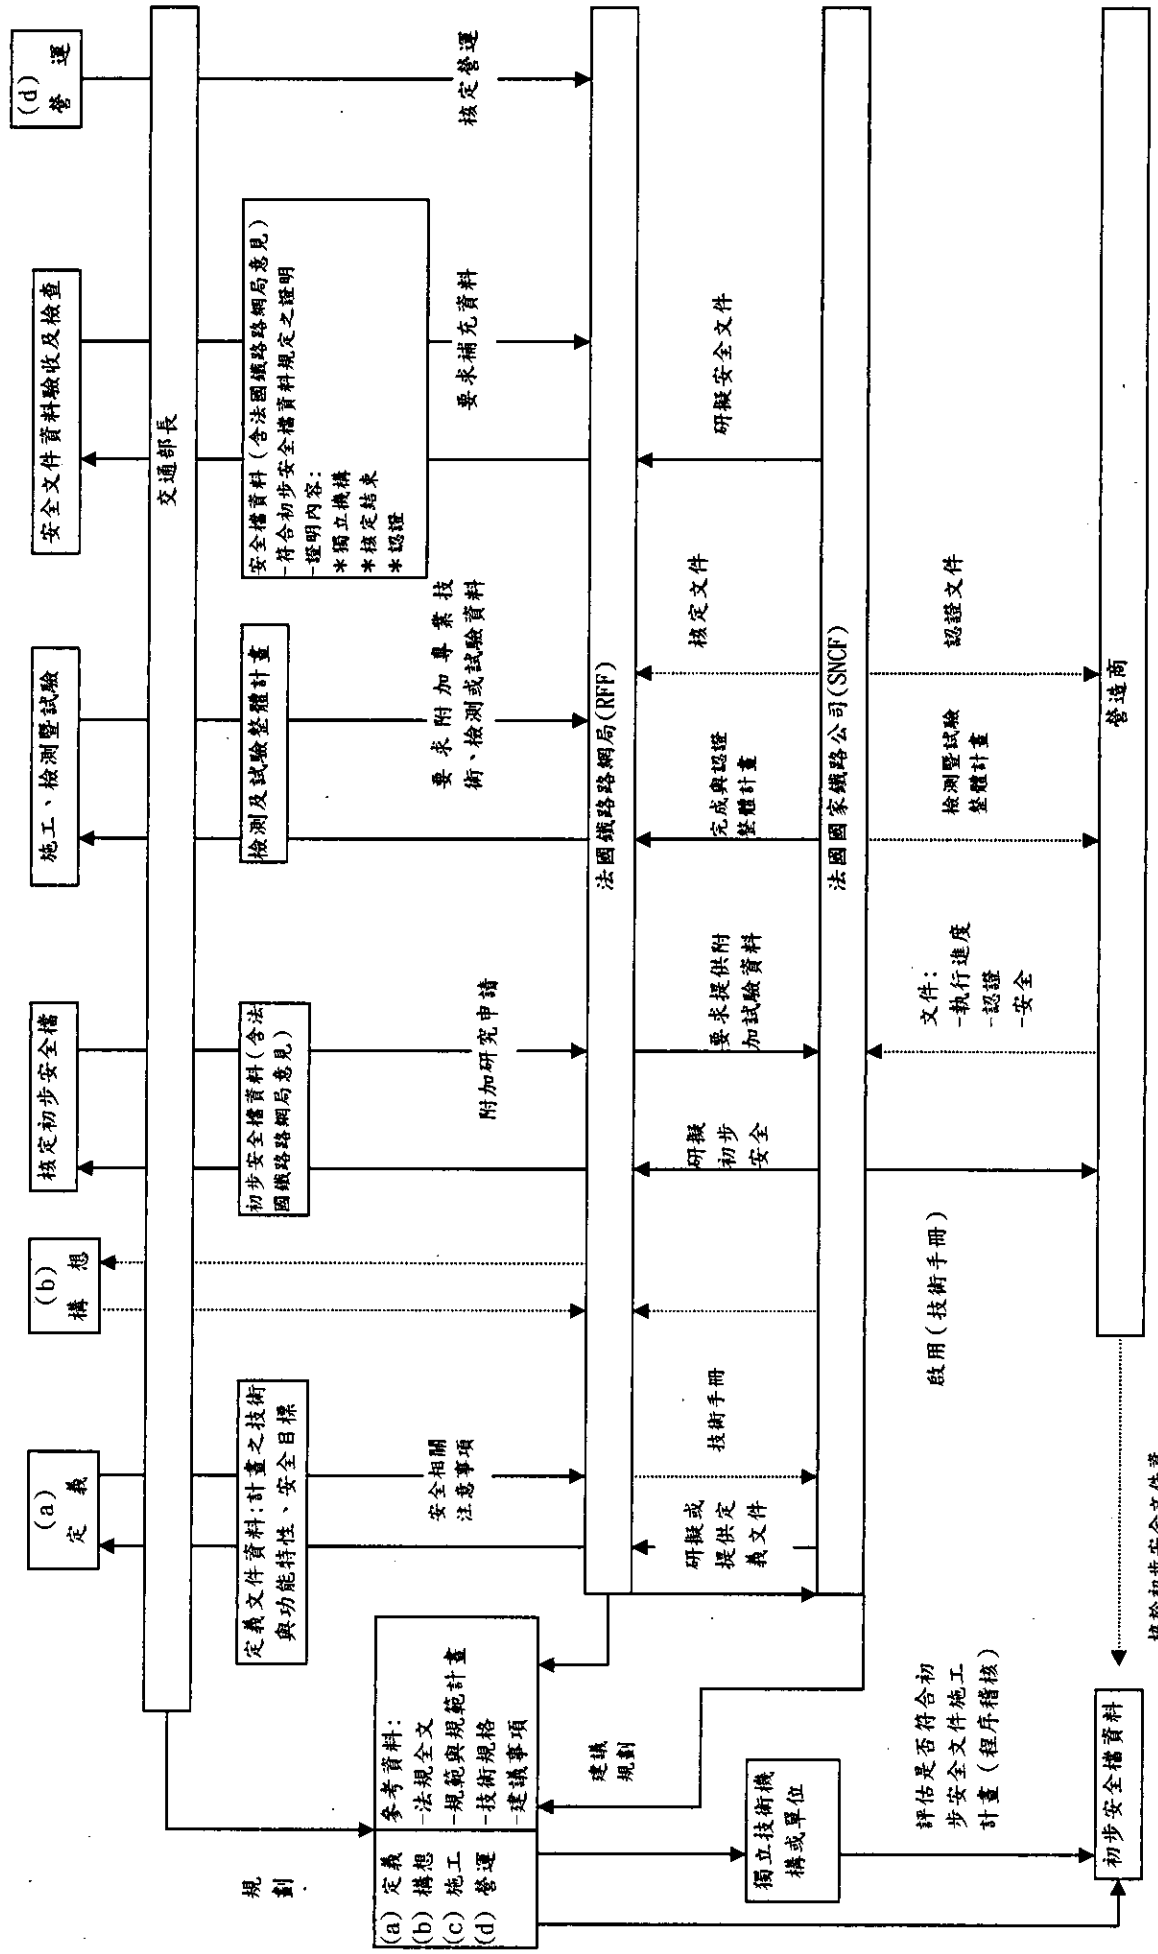 (a)
定 義
(b)
構 想
核定初步安全檔
施工、檢測暨試驗
安全文件資料驗收及檢查
(d)
營 運
交通部長
定義文件資料:計畫之技術
與功能特性、安全目標
初步安全檔資料(含法
國鐵路路網局意見)
檢測及試驗整體計畫
安全檔資料(含法國鐵路路網局意見)
-符合初步安全檔資料規定之證明
-證明內容:
*獨立機構
*核定結束
*認證
規
劃
安全相關
注意事項
附加研究申請
要求附加專業技
術、檢測或試驗資料
要求補充資料
核定營運
(a) 定義
(b) 構想
(c) 施工
(d) 營運
參考資料:
-法規全文
-規範與規範計畫
-技術規格
-建議事項
法國鐵路路網局(RFF)
建議
規劃
研擬或
提供定
義文件
技術手冊
研擬
初步
安全
要求提供附
加試驗資料
完成與認證
整體計畫
核定文件
研擬安全文件
獨立技術機
構或單位
法國國家鐵路公司(SNCF)
評估是否符合初
步安全文件施工
計畫(程序稽核)
啟用(技術手冊)
文件:
-執行進度
-認證
-安全
檢測暨試驗
整體計畫
認證文件
營造商
初步安全檔資料